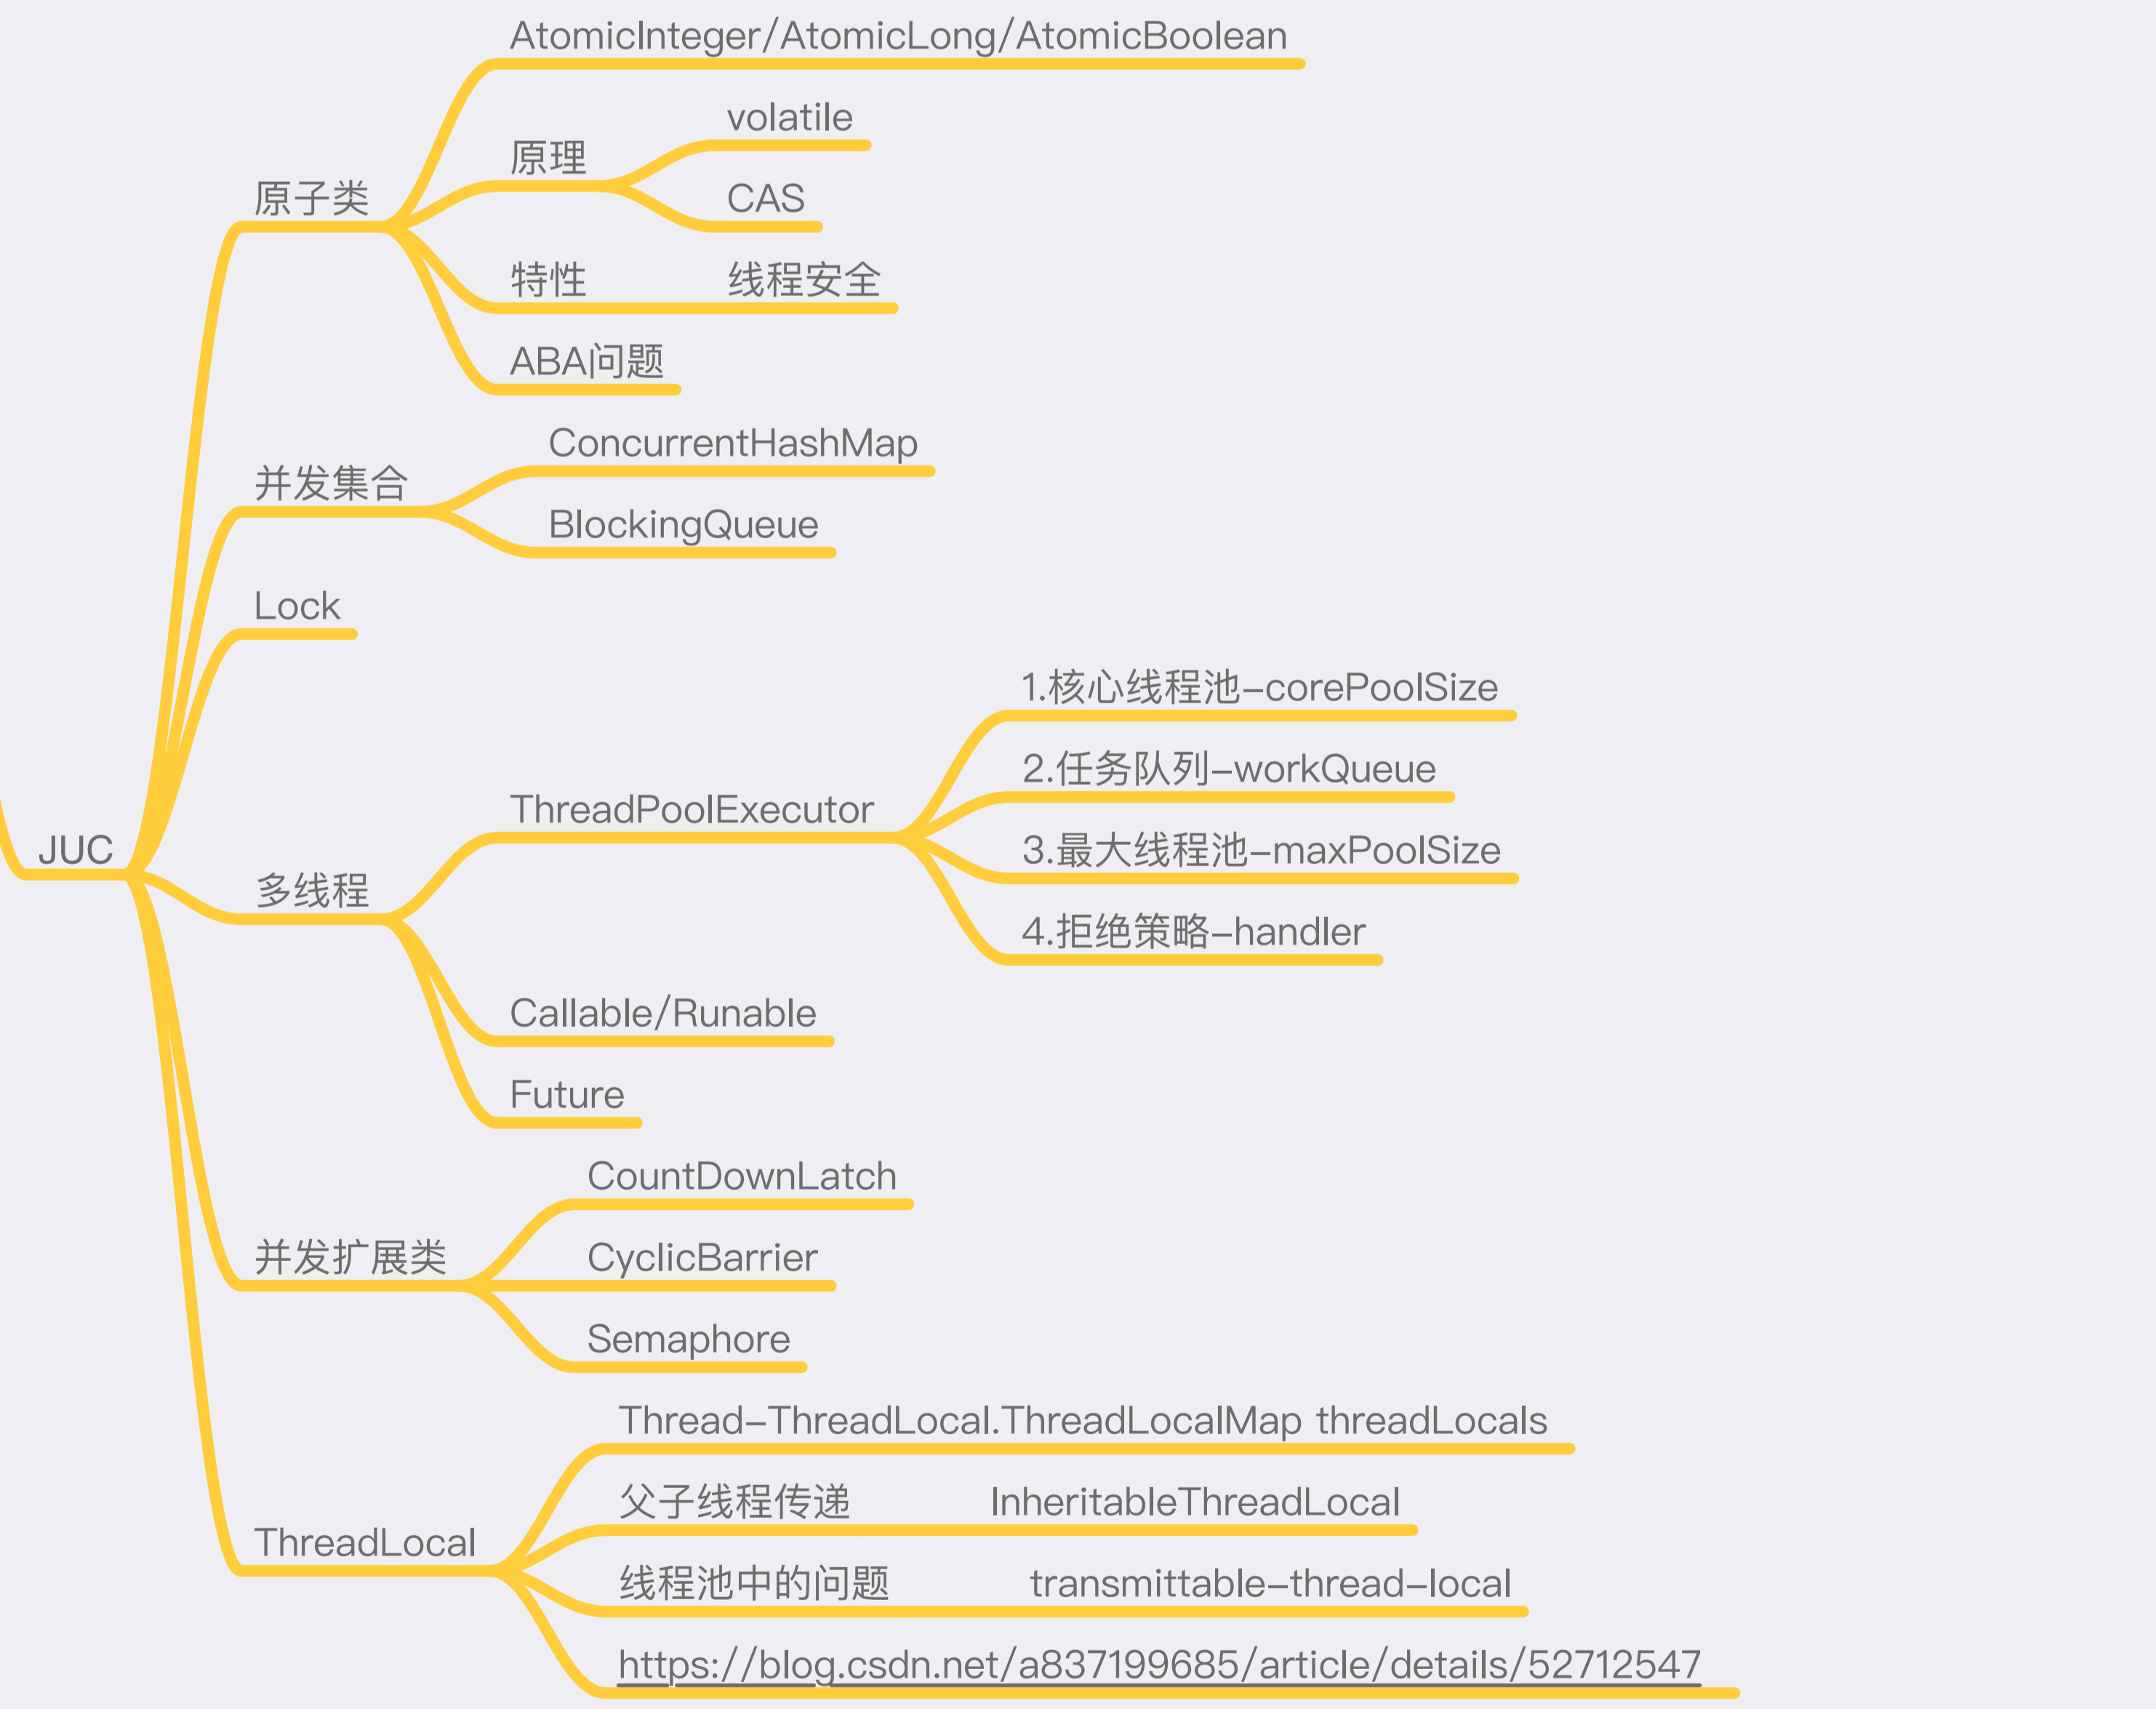 AtomicInteger/AtomicLong/AtomicBoolean
volatile
原理
CAS
原子类
特性 线程安全
ABA问题
ConcurrentHashMap
并发集合
BlockingQueue
Lock
1.核心线程池-corePoolSize
2.任务队列-workQueue
ThreadPoolExecutor
3.最大线程池-maxPoolSize
JUC
多线程
4.拒绝策略-handler
Callable/Runable
Future
CountDownLatch
并发扩展类
CyclicBarrier
Semaphore
Thread-ThreadLocal.ThreadLocalMap threadLocals
父子线程传递 InheritableThreadLocal
ThreadLocal
线程池中的问题 transmittable-thread-local
https://blog.csdn.net/a837199685/article/details/52712547